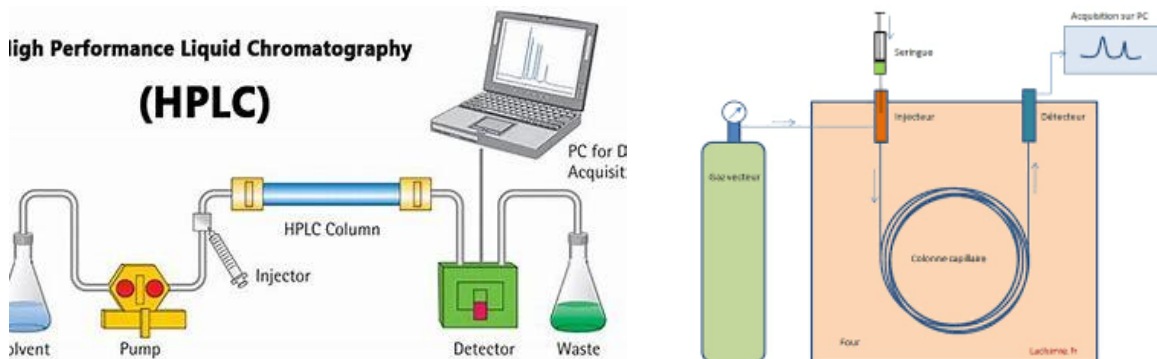 igh Performance Liquid Chromatography
(HPLC)
PC for D
Acquisiti
HPLC Column
Injector
olvent
Pump
Detector
Waste
Acquisition sur PC
Seringue
Injecteur
Détecteur
Gaz vecteur
Colonne capillaire
Four
Lachimie.fr